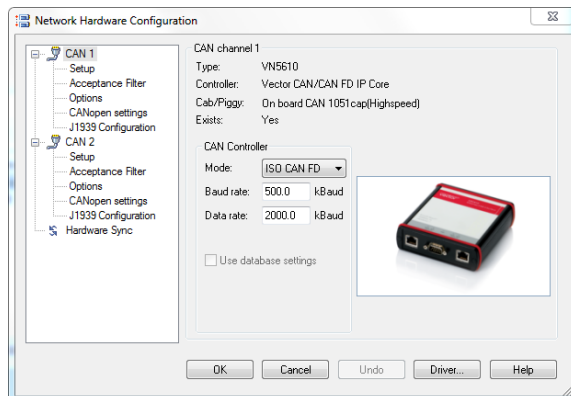 Network Hardware Configuration
CAN 1
Setup
Acceptance Filter
Options
CANopen settings
J1939 Configuration
CAN 2
Setup
Acceptance Filter
Options
CANopen settings
J1939 Configuration
Hardware Sync
CAN channel 1
Type: VN5610
Controller: Vector CAN/CAN FD IP Core
Cab/Piggy: On board CAN 1051cap(Highspeed)
Exists: Yes
CAN Controller
Mode: ISO CAN FD
Baud rate: 500.0 kBaud
Data rate: 2000.0 kBaud
Use database settings
OK Cancel Undo Driver... Help